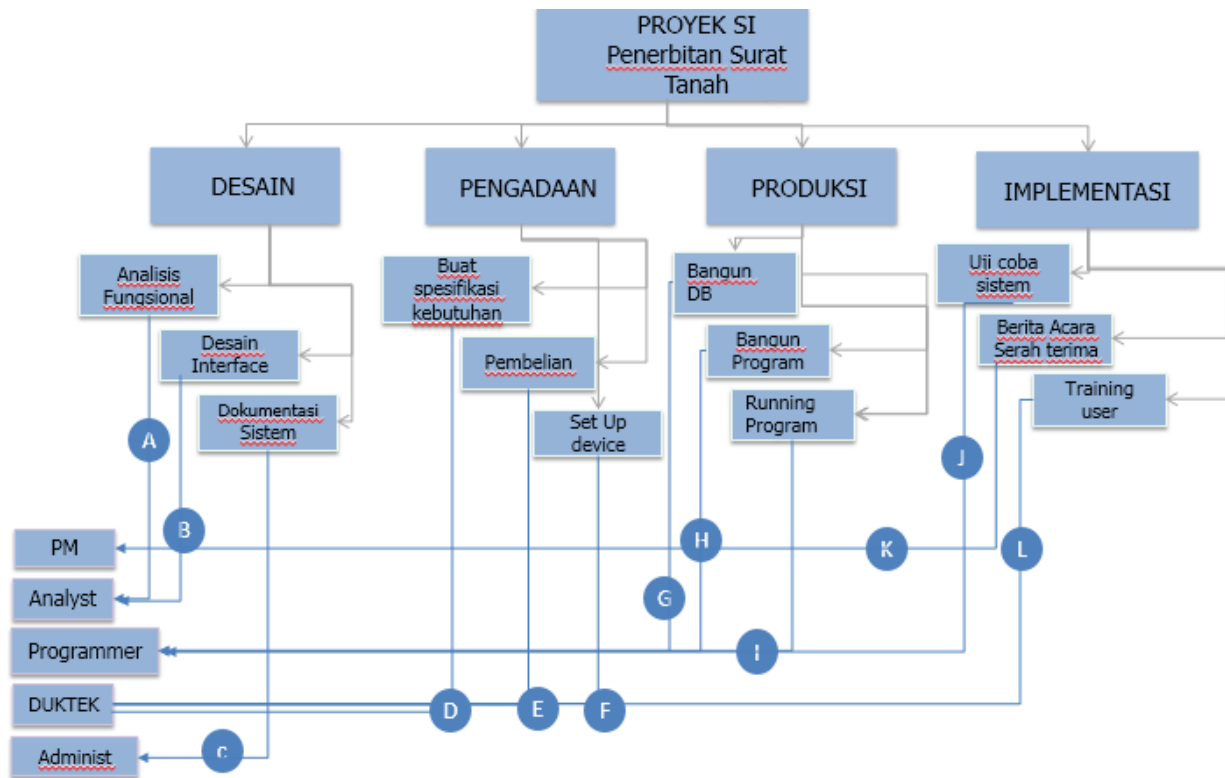 PROYEK SI
Penerbitan Surat
Tanah
DESAIN
PENGADAAN
PRODUKSI
IMPLEMENTASI
Analisis
Fungsional
Desain
Interface
Dokumentasi
Sistem
Buat
spesifikasi
kebutuhan
Pembelian
Set Up
device
Bangun
DB
Bangun
Program
Running
Program
Uji coba
sistem
Berita Acara
Serah terima
Training
user
A
B
c
D
E
F
G
H
I
J
K
L
PM
Analyst
Programmer
DUKTEK
Administ